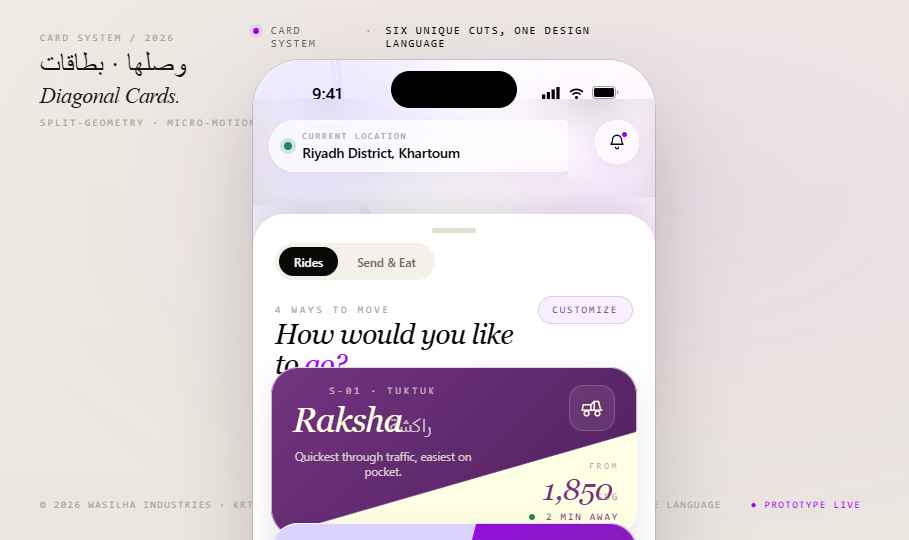 CARD SYSTEM / 2026
وصلها · بطاقات
Diagonal Cards.
SPLIT-GEOMETRY · MICRO-MOTION
CARD SYSTEM · SIX UNIQUE CUTS, ONE DESIGN LANGUAGE
9:41
CURRENT LOCATION
Riyadh District, Khartoum
Rides
Send & Eat
4 WAYS TO MOVE
CUSTOMIZE
How would you like
to go?
S-01 · TUKTUK
Raksha
راكشة
Quickest through traffic, easiest on
pocket.
FROM
1,850
2 MIN AWAY
© 2026 WASILHA INDUSTRIES · KRT
LANGUAGE
PROTOTYPE LIVE